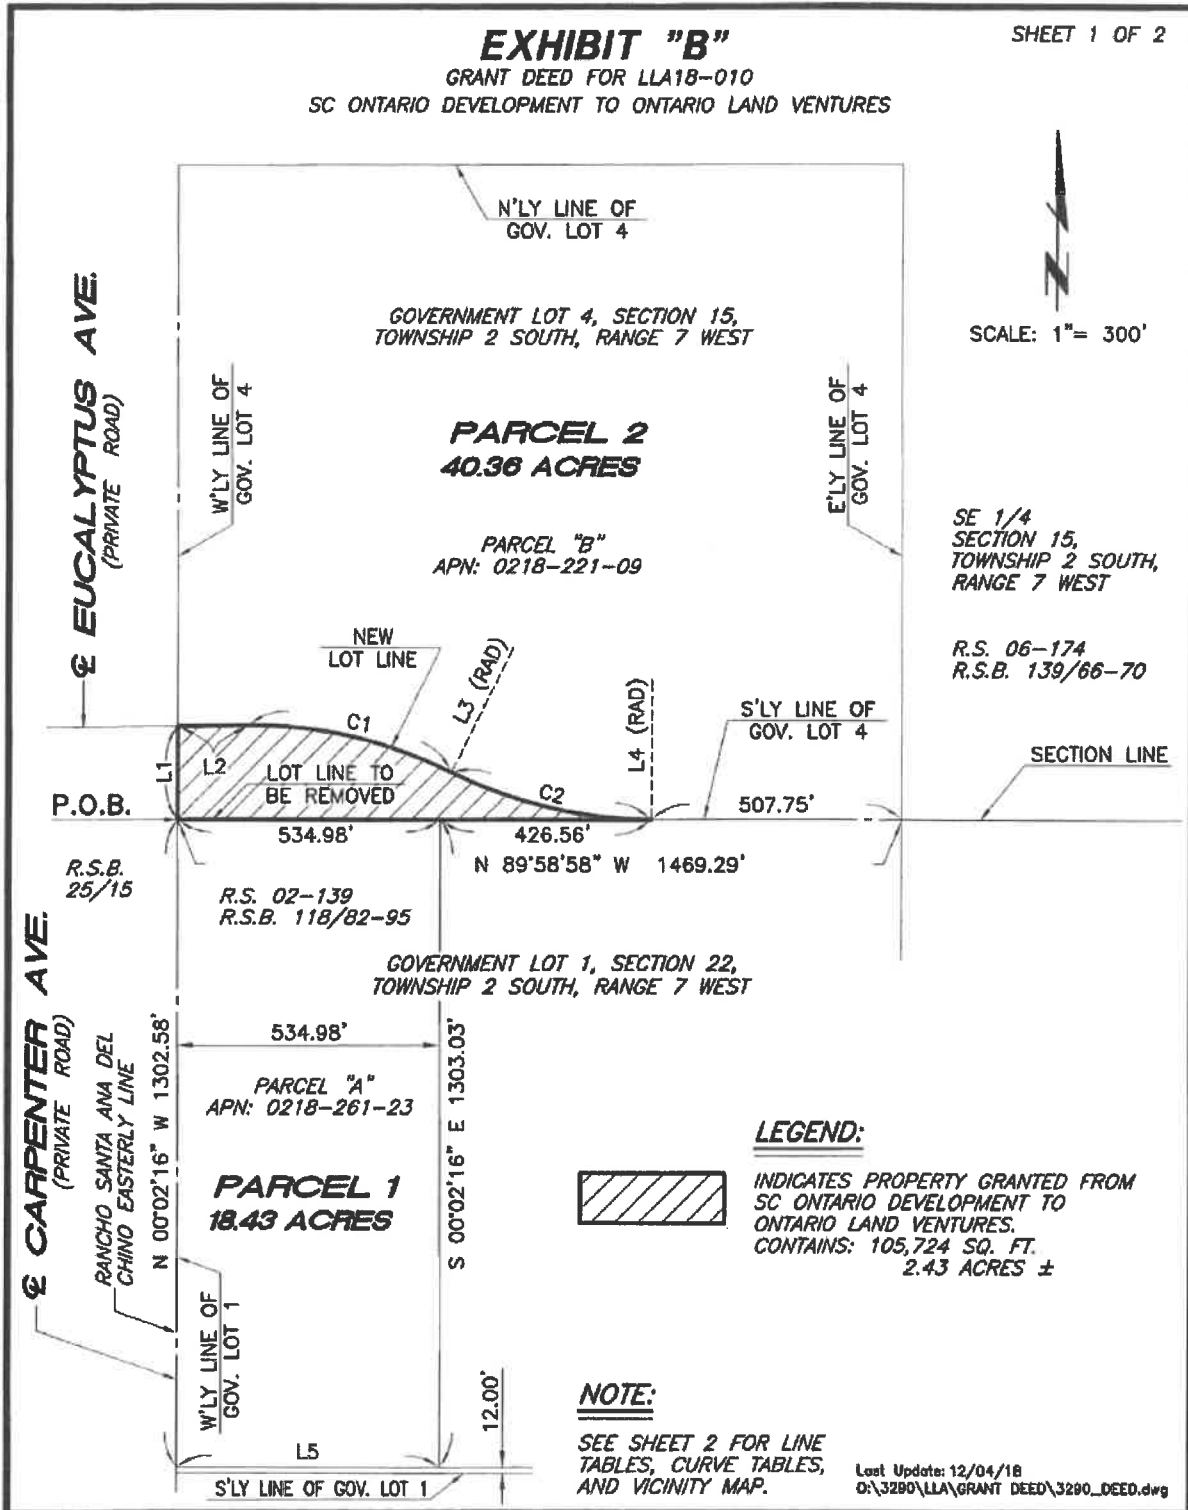 SHEET 1 OF 2
EXHIBIT "B"
GRANT DEED FOR LLA18-010
SC ONTARIO DEVELOPMENT TO ONTARIO LAND VENTURES
N'LY LINE OF
GOV. LOT 4
N
SCALE: 1"= 300'
GOVERNMENT LOT 4, SECTION 15,
TOWNSHIP 2 SOUTH, RANGE 7 WEST
℄ EUCALYPTUS AVE.
(PRIVATE ROAD)
W'LY LINE OF
GOV. LOT 4
PARCEL 2
40.36 ACRES
E'LY LINE OF
GOV. LOT 4
PARCEL "B"
APN: 0218-221-09
SE 1/4
SECTION 15,
TOWNSHIP 2 SOUTH,
RANGE 7 WEST
R.S. 06-174
R.S.B. 139/66-70
NEW
LOT LINE
L3 (RAD)
L4 (RAD)
C1
S'LY LINE OF
GOV. LOT 4
SECTION LINE
L1
L2
LOT LINE TO
BE REMOVED
C2
P.O.B.
534.98'
426.56'
507.75'
N 89°58'58" W 1469.29'
R.S.B.
25/15
R.S. 02-139
R.S.B. 118/82-95
GOVERNMENT LOT 1, SECTION 22,
TOWNSHIP 2 SOUTH, RANGE 7 WEST
℄ CARPENTER AVE.
(PRIVATE ROAD)
RANCHO SANTA ANA DEL
CHINO EASTERLY LINE
N 00°02'16" W 1302.58'
534.98'
S 00°02'16" E 1303.03'
PARCEL "A"
APN: 0218-261-23
PARCEL 1
18.43 ACRES
W'LY LINE OF
GOV. LOT 1
LEGEND:
INDICATES PROPERTY GRANTED FROM
SC ONTARIO DEVELOPMENT TO
ONTARIO LAND VENTURES.
CONTAINS: 105,724 SQ. FT.
2.43 ACRES ±
12.00'
L5
S'LY LINE OF GOV. LOT 1
NOTE:
SEE SHEET 2 FOR LINE
TABLES, CURVE TABLES,
AND VICINITY MAP.
Last Update: 12/04/18
O:\3290\LLA\GRANT DEED\3290_DEED.dwg